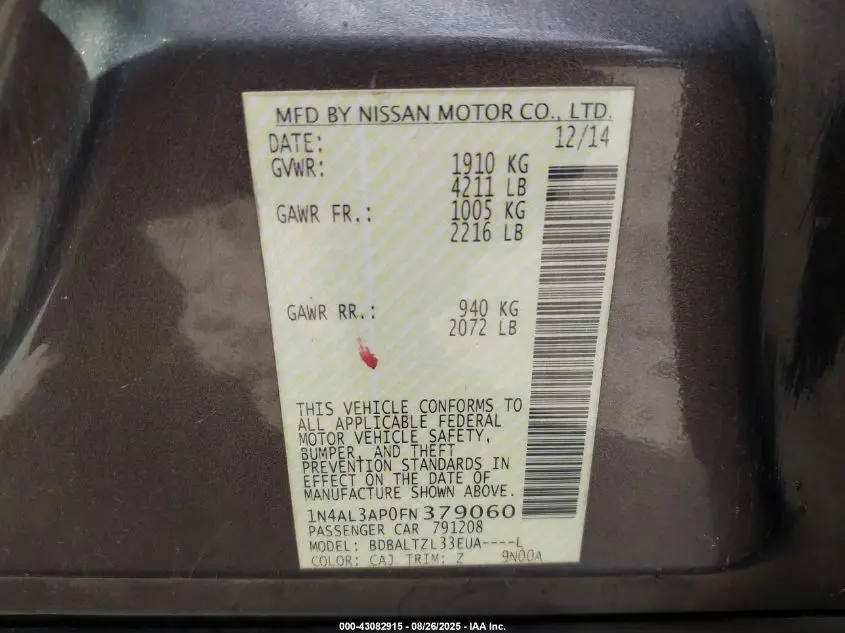 MFD BY NISSAN MOTOR CO., LTD.
DATE: 12/14
GVWR: 1910 KG
4211 LB
GAWR FR.: 1005 KG
2216 LB
GAWR RR.: 940 KG
2072 LB
THIS VEHICLE CONFORMS TO
ALL APPLICABLE FEDERAL
MOTOR VEHICLE SAFETY,
BUMPER, AND THEFT
PREVENTION STANDARDS IN
EFFECT ON THE DATE OF
MANUFACTURE SHOWN ABOVE.
1N4AL3AP0FN379060
PASSENGER CAR 791208
MODEL: BDBALTZL33EUA----L
COLOR: CAJ TRIM: Z 9N00A
000-43082915 - 08/26/2025 - IAA Inc.